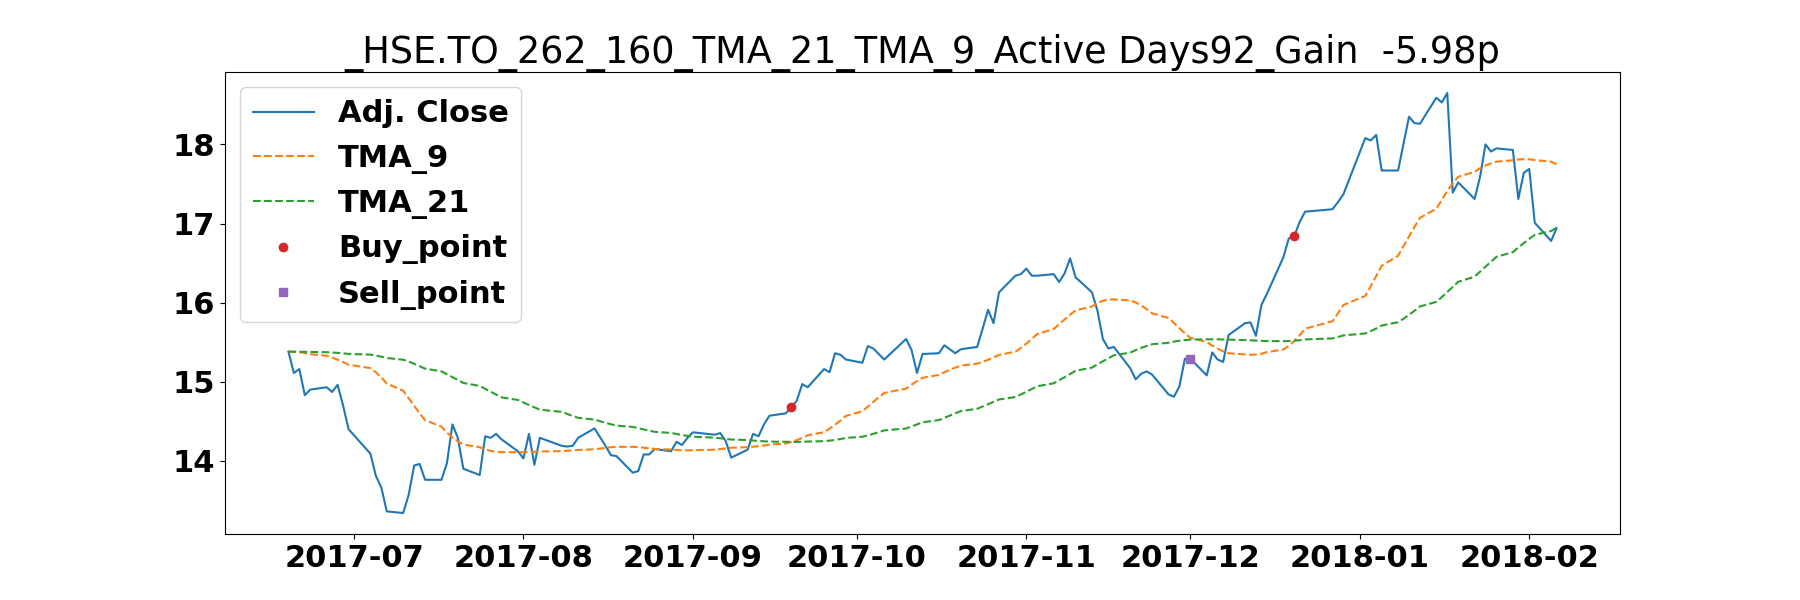 _HSE.TO_262_160_TMA_21_TMA_9_Active Days92_Gain  -5.98p
Adj. Close
TMA_9
TMA_21
Buy_point
Sell_point
18
17
16
15
14
2017-07 2017-08 2017-09 2017-10 2017-11 2017-12 2018-01 2018-02